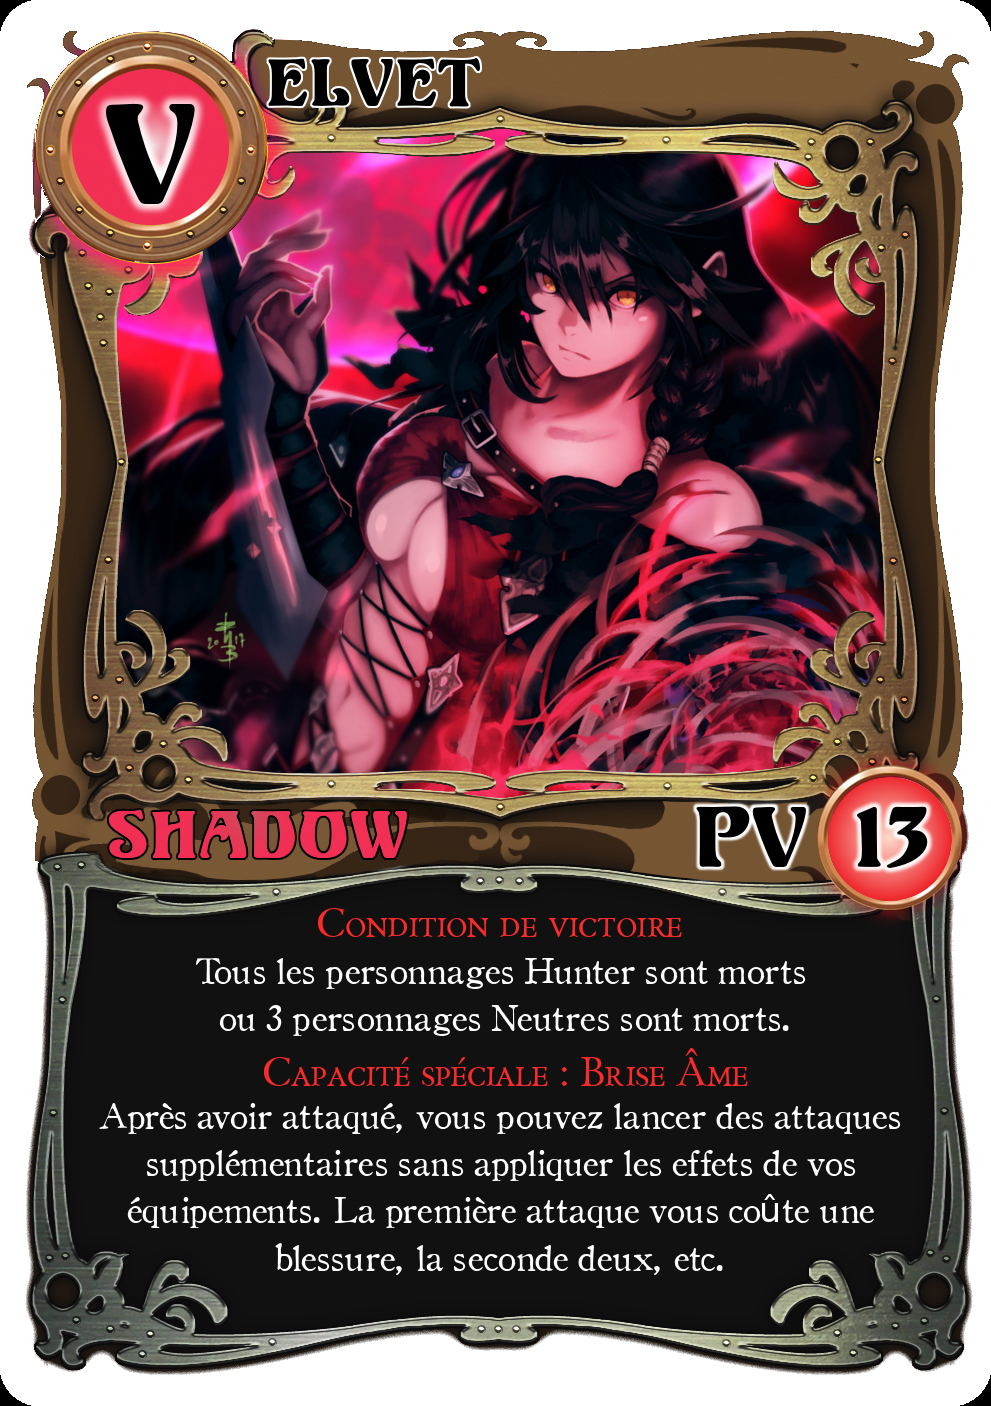 VELVET
SHADOW
PV 13
Condition de victoire
Tous les personnages Hunter sont morts
ou 3 personnages Neutres sont morts.
Capacité spéciale : Brise Âme
Après avoir attaqué, vous pouvez lancer des attaques
supplémentaires sans appliquer les effets de vos
équipements. La première attaque vous coûte une
blessure, la seconde deux, etc.